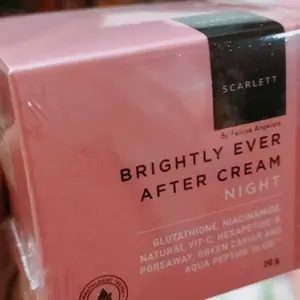 SCARLETT
By Felicya Angelista
BRIGHTLY EVER
AFTER CREAM
NIGHT
GLUTATHIONE, NIACINAMIDE,
NATURAL VIT-C, HEXAPEPTIDE-8,
POREAWAY, GREEN CAVIAR AND
AQUA PEPTIDE GLOW
20 g